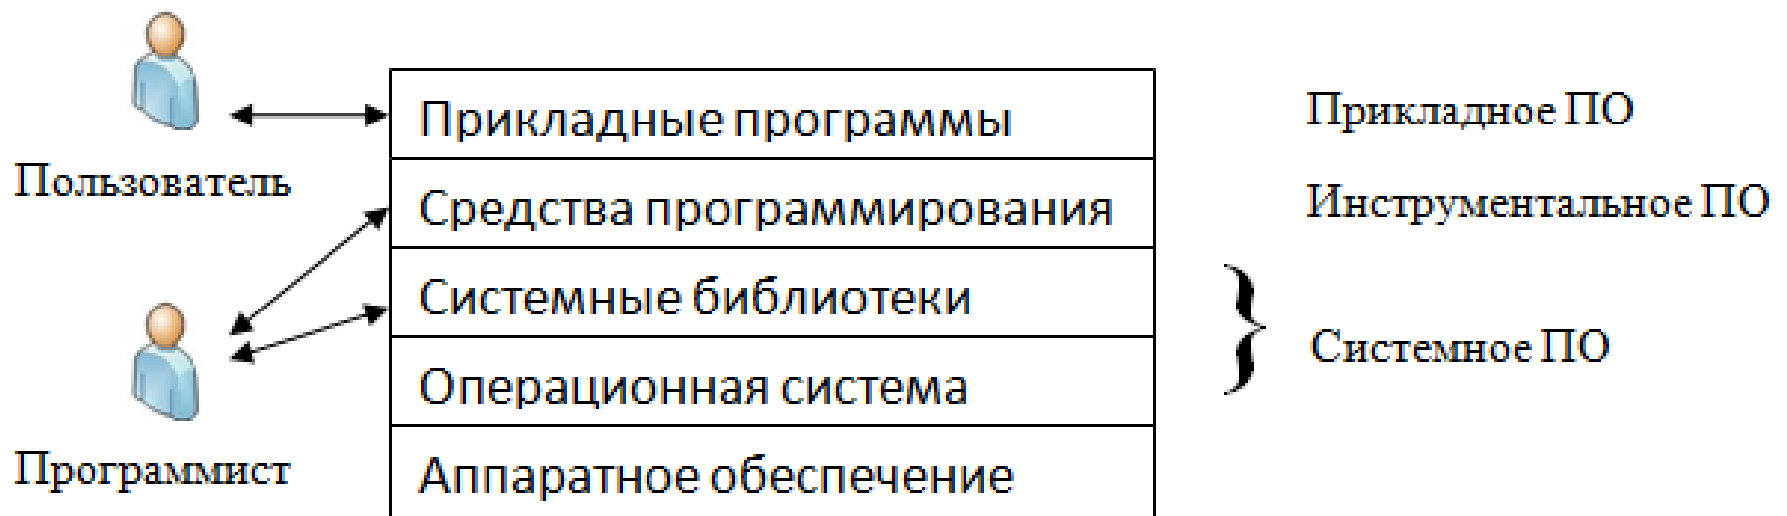 Пользователь
Программист
Прикладные программы
Средства программирования
Системные библиотеки
Операционная система
Аппаратное обеспечение
Прикладное ПО
Инструментальное ПО
Системное ПО